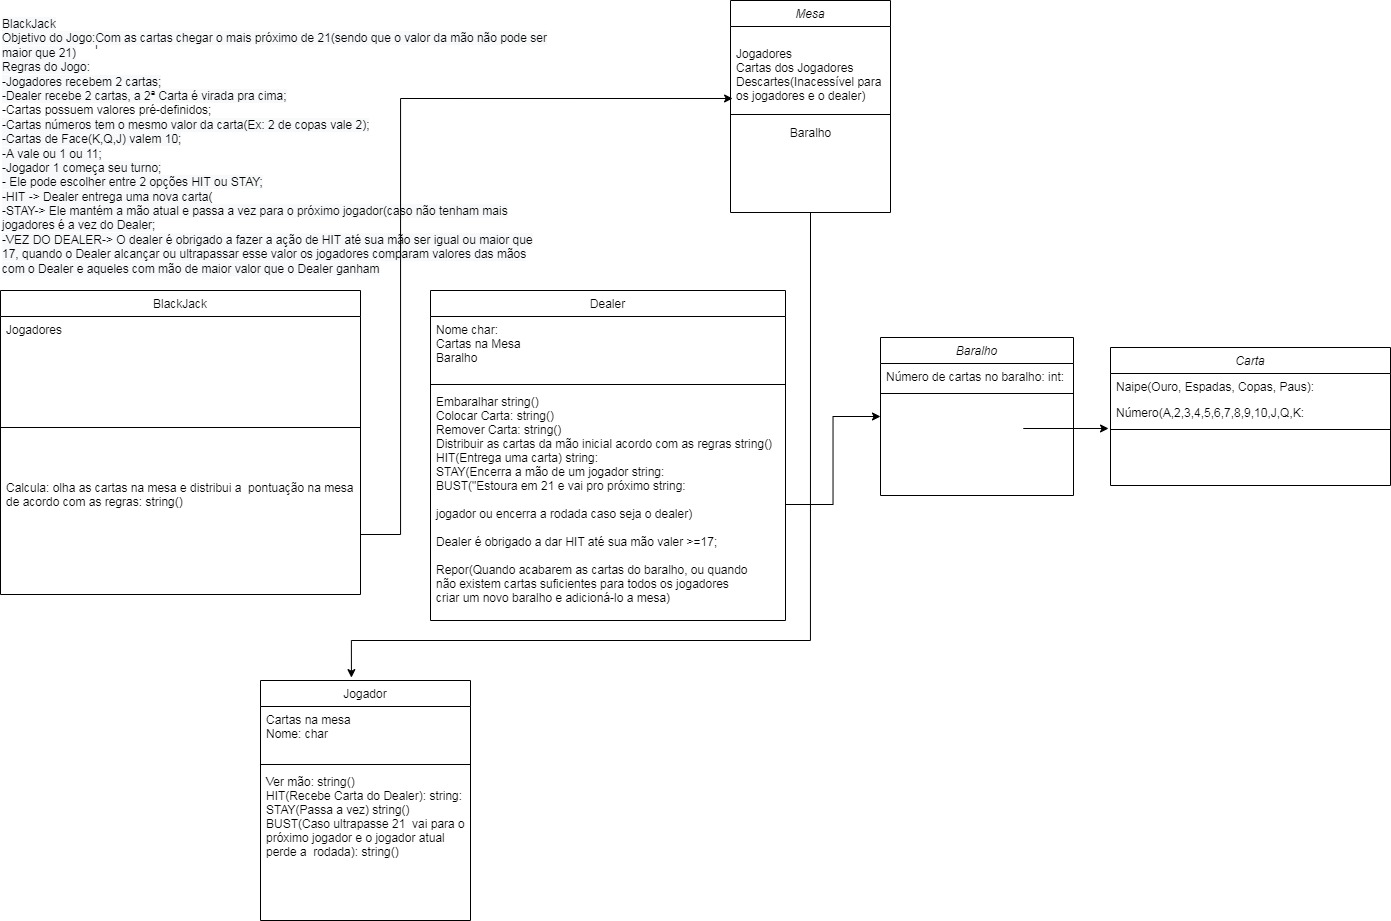 BlackJack
Objetivo do Jogo:Com as cartas chegar o mais próximo de 21(sendo que o valor da mão não pode ser
maior que 21)
Regras do Jogo:
-Jogadores recebem 2 cartas;
-Dealer recebe 2 cartas, a 2ª Carta é virada pra cima;
-Cartas possuem valores pré-definidos;
-Cartas números tem o mesmo valor da carta(Ex: 2 de copas vale 2);
-Cartas de Face(K,Q,J) valem 10;
-A vale ou 1 ou 11;
-Jogador 1 começa seu turno;
- Ele pode escolher entre 2 opções HIT ou STAY;
-HIT -> Dealer entrega uma nova carta(
-STAY-> Ele mantém a mão atual e passa a vez para o próximo jogador(caso não tenham mais
jogadores é a vez do Dealer;
-VEZ DO DEALER-> O dealer é obrigado a fazer a ação de HIT até sua mão ser igual ou maior que
17, quando o Dealer alcançar ou ultrapassar esse valor os jogadores comparam valores das mãos
com o Dealer e aqueles com mão de maior valor que o Dealer ganham
Mesa
Jogadores
Cartas dos Jogadores
Descartes(Inacessível para
os jogadores e o dealer)
Baralho
BlackJack
Jogadores
Calcula: olha as cartas na mesa e distribui a  pontuação na mesa
de acordo com as regras: string()
Dealer
Nome char:
Cartas na Mesa
Baralho
Embaralhar string()
Colocar Carta: string()
Remover Carta: string()
Distribuir as cartas da mão inicial acordo com as regras string()
HIT(Entrega uma carta) string:
STAY(Encerra a mão de um jogador string:
BUST("Estoura em 21 e vai pro próximo string:
jogador ou encerra a rodada caso seja o dealer)
Dealer é obrigado a dar HIT até sua mão valer >=17;
Repor(Quando acabarem as cartas do baralho, ou quando
não existem cartas suficientes para todos os jogadores
criar um novo baralho e adicioná-lo a mesa)
Baralho
Número de cartas no baralho: int:
Carta
Naipe(Ouro, Espadas, Copas, Paus):
Número(A,2,3,4,5,6,7,8,9,10,J,Q,K:
Jogador
Cartas na mesa
Nome: char
Ver mão: string()
HIT(Recebe Carta do Dealer): string:
STAY(Passa a vez) string()
BUST(Caso ultrapasse 21  vai para o
próximo jogador e o jogador atual
perde a  rodada): string()